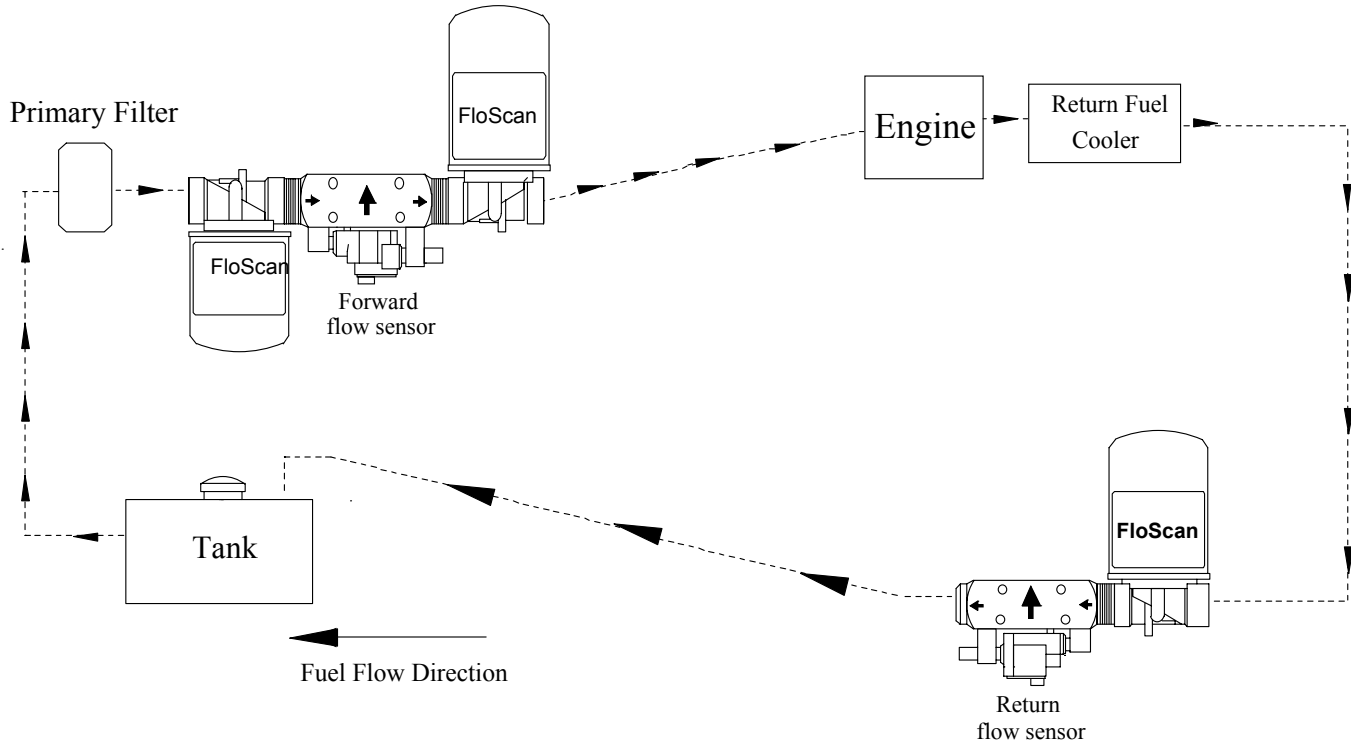 FloScan
Primary Filter
Engine
Return Fuel
Cooler
FloScan
Forward
flow sensor
FloScan
Tank
Fuel Flow Direction
Return
flow sensor